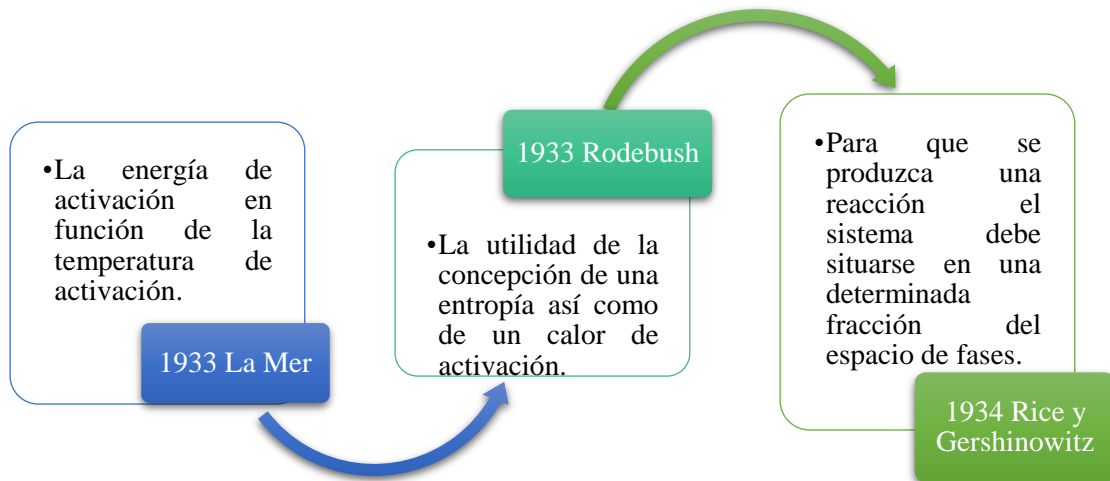 •La energía de
activación en
función de la
temperatura de
activación.
1933 La Mer
1933 Rodebush
•La utilidad de la
concepción de una
entropía así como
de un calor de
activación.
•Para que se
produzca una
reacción el
sistema debe
situarse en una
determinada
fracción del
espacio de fases.
1934 Rice y
Gershinowitz